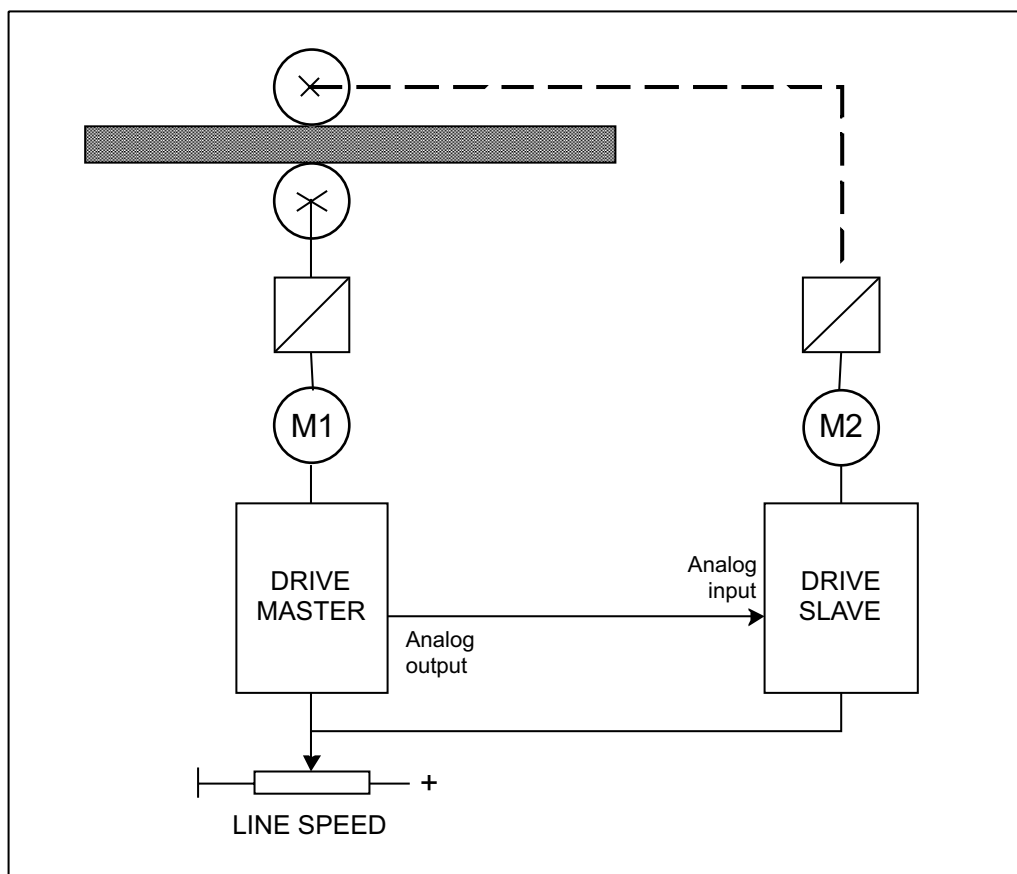 M1
M2
DRIVE
MASTER
Analog
output
Analog
input
DRIVE
SLAVE
+
LINE SPEED